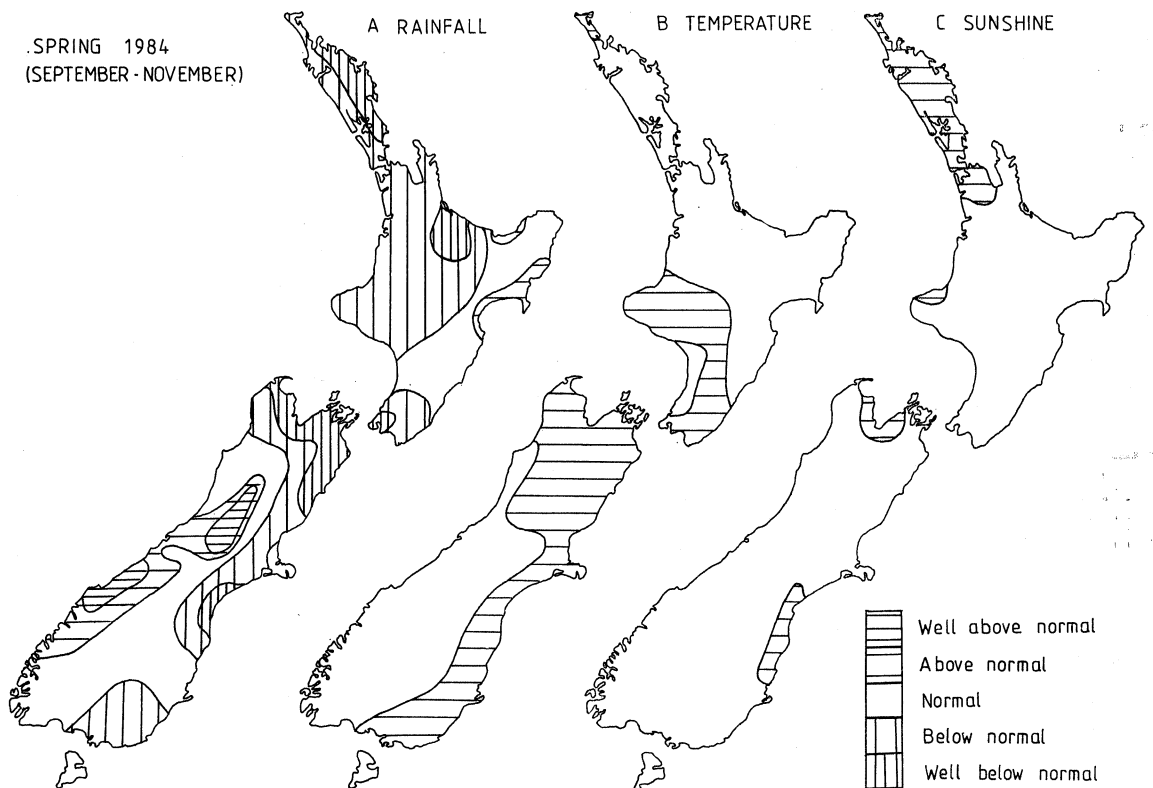 .SPRING 1984
(SEPTEMBER-NOVEMBER)
A RAINFALL
B TEMPERATURE
C SUNSHINE
Well above normal
Above normal
Normal
Below normal
Well below normal